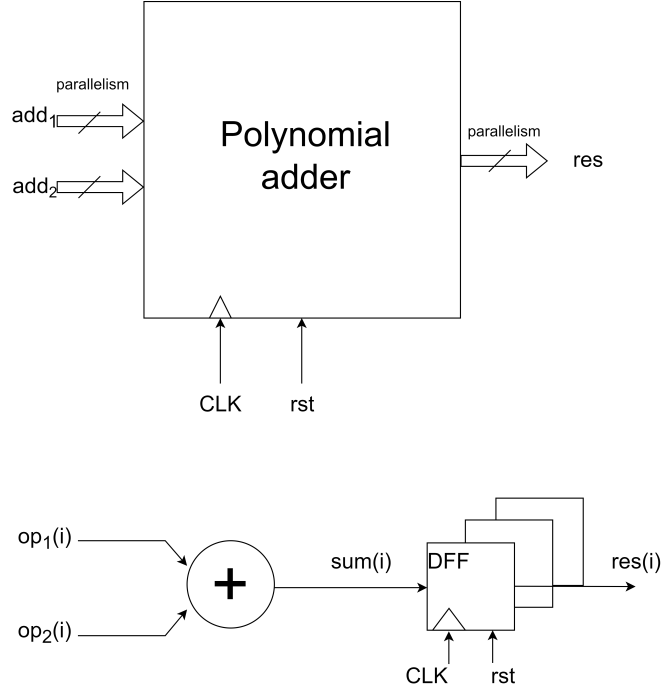 parallelism
add1
Polynomial
adder
parallelism
res
add2
CLK
rst
op1(i)
sum(i)
DFF
res(i)
op2(i)
CLK
rst